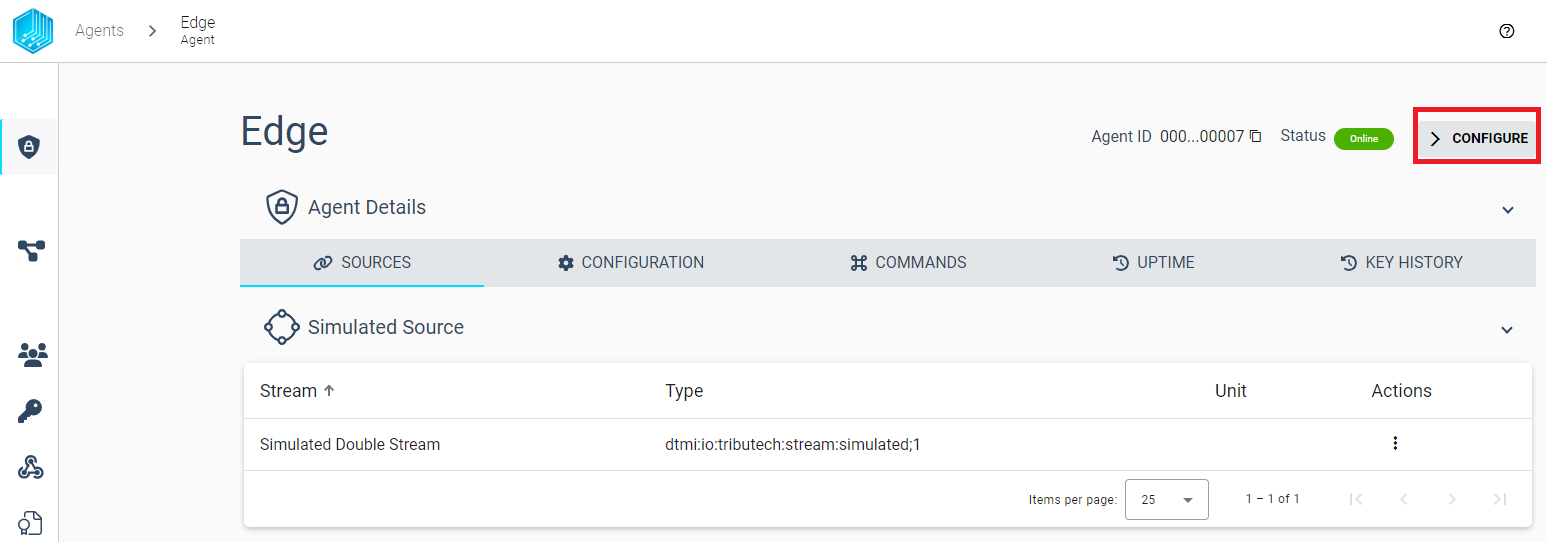 Agents
Edge
Agent
Edge
Agent ID 000...00007 Status Online CONFIGURE
Agent Details
SOURCES CONFIGURATION COMMANDS UPTIME KEY HISTORY
Simulated Source
Stream Type Unit Actions
Simulated Double Stream dtmi:io:tributech:stream:simulated;1
Items per page: 25 1 – 1 of 1